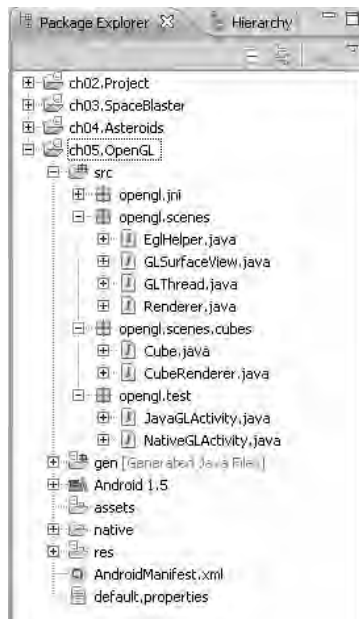 Package Explorer
Hierarchy
ch02.Project
ch03.SpaceBlaster
ch04.Asteroids
ch05.OpenGL
src
opengl.jni
opengl.scenes
EglHelper.java
GLSurfaceView.java
GLThread.java
Renderer.java
opengl.scenes.cubes
Cube.java
CubeRenderer.java
opengl.test
JavaGLActivity.java
NativeGLActivity.java
gen [Generated Java Files]
Android 1.5
assets
native
res
AndroidManifest.xml
default.properties